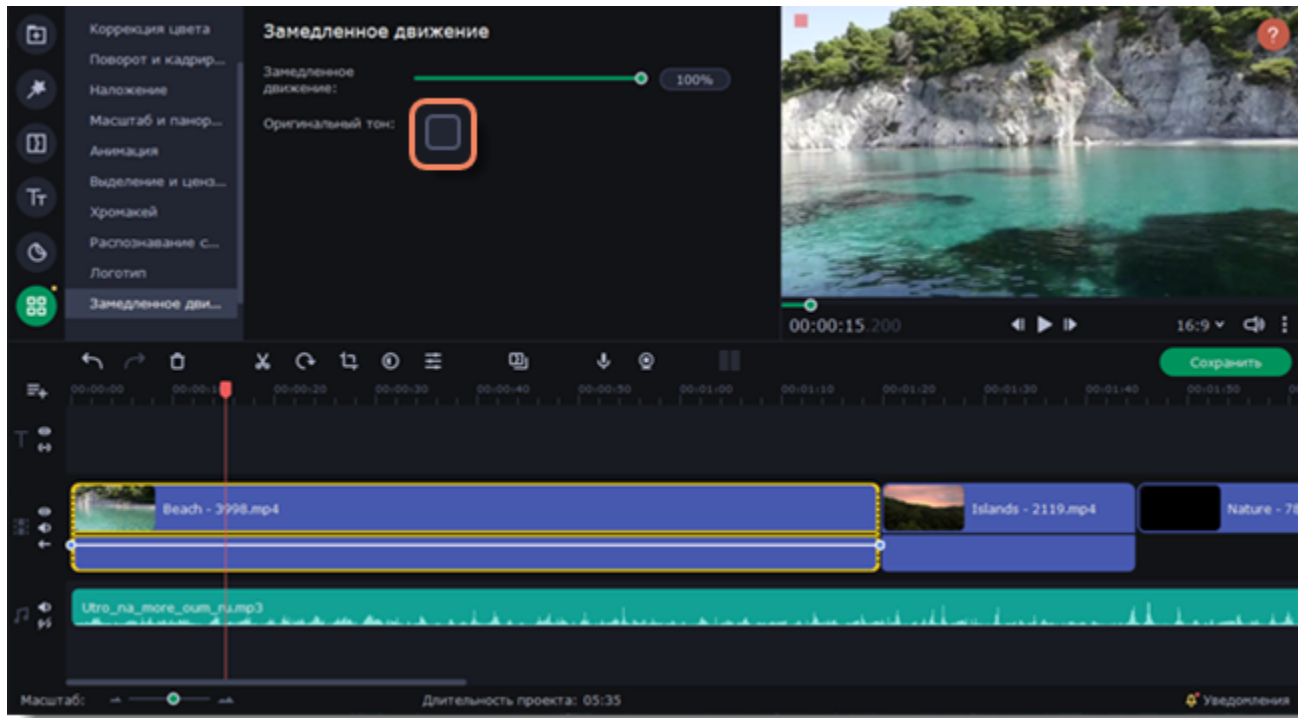 Коррекция цвета
Поворот и кадрир...
Наложение
Масштаб и панор...
Анимация
Выделение и ценз...
Хромакей
Распознавание с...
Логотип
Замедленное дви...
Замедленное движение
Замедленное
движение:
100%
Оригинальный тон:
?
00:00:15.200
16:9
Сохранить
00:00:00
00:00:20
00:00:30
00:00:40
00:00:50
00:01:00
00:01:10
00:01:20
00:01:30
00:01:40
00:01:50
Beach - 3998.mp4
Islands - 2119.mp4
Nature - 78
Utro_na_more_oum_ru.mp3
Масштаб:
Длительность проекта: 05:35
Уведомления